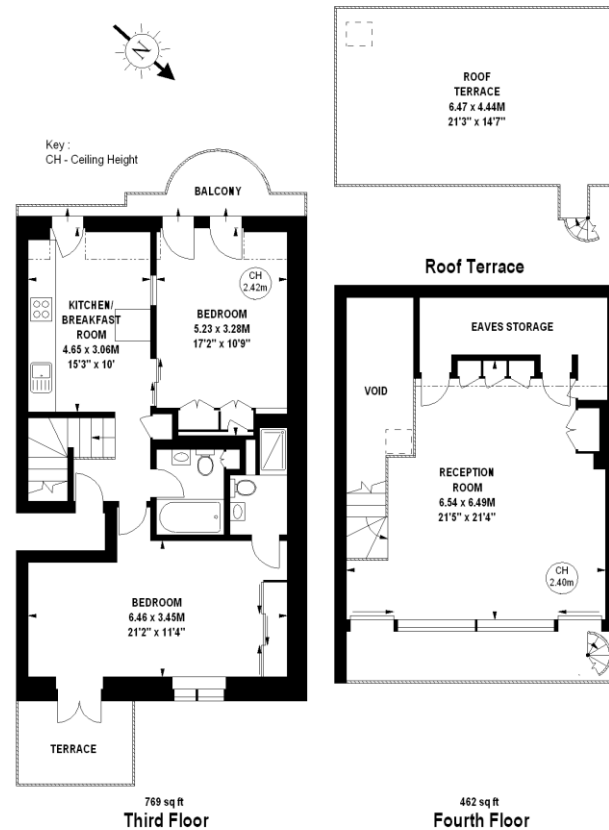 N
Key :
CH - Ceiling Height
BALCONY
KITCHEN/
BREAKFAST
ROOM
4.65 x 3.06M
15'3" x 10'
BEDROOM
5.23 x 3.28M
17'2" x 10'9"
CH
2.42m
BEDROOM
6.46 x 3.45M
21'2" x 11'4"
TERRACE
769 sq ft
Third Floor
ROOF
TERRACE
6.47 x 4.44M
21'3" x 14'7"
Roof Terrace
EAVES STORAGE
VOID
RECEPTION
ROOM
6.54 x 6.49M
21'5" x 21'4"
CH
2.40m
462 sq ft
Fourth Floor